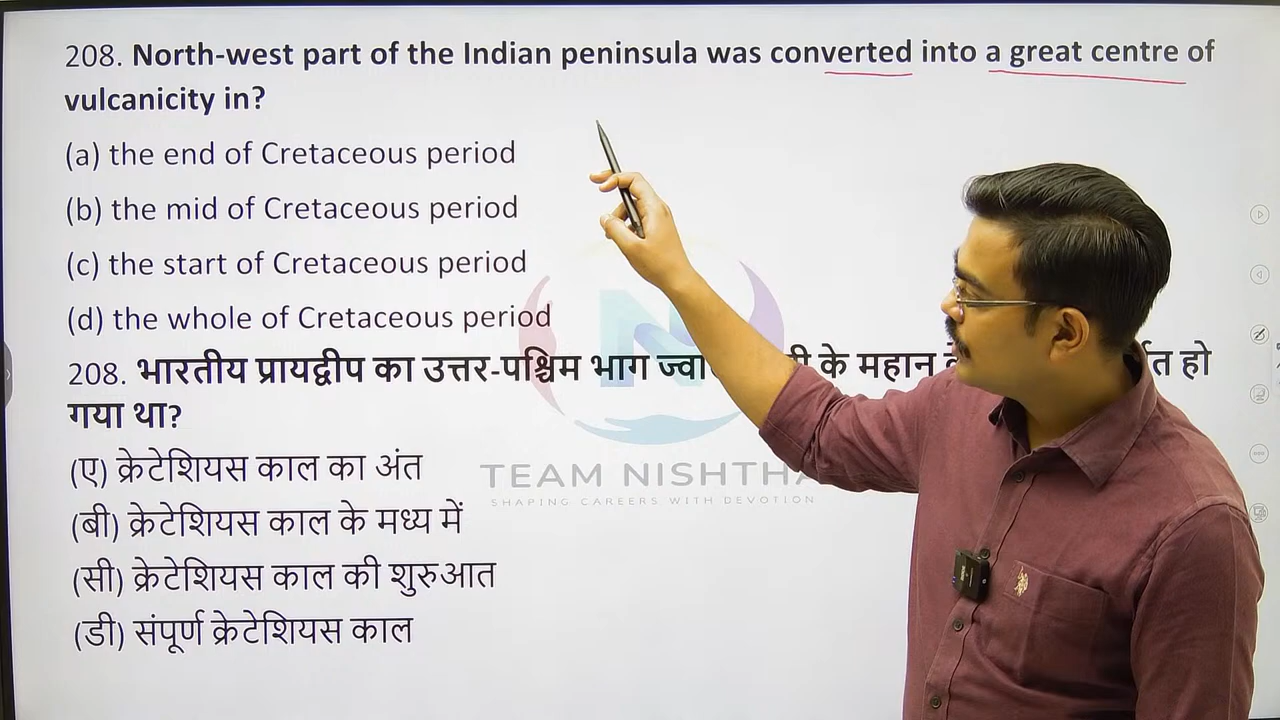 208. North-west part of the Indian peninsula was converted into a great centre of
vulcanicity in?
(a) the end of Cretaceous period
(b) the mid of Cretaceous period
(c) the start of Cretaceous period
(d) the whole of Cretaceous period
208. भारतीय प्रायद्वीप का उत्तर-पश्चिम भाग के महान हो
गया था?
(ए) क्रेटेशियस काल का अंत
(बी) क्रेटेशियस काल के मध्य में
(सी) क्रेटेशियस काल की शुरुआत
(डी) संपूर्ण क्रेटेशियस काल
TEAM NISHTHA
SHAPING CAREERS WITH DEVOTION